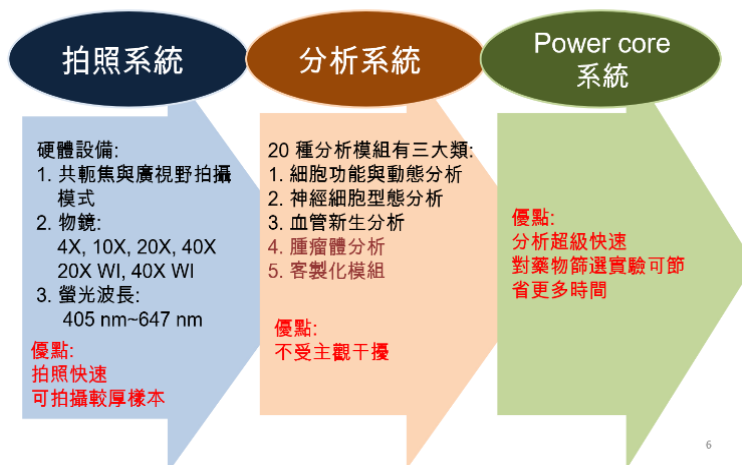 拍照系統
硬體設備:
1. 共軛焦與廣視野拍攝
模式
2. 物鏡:
4X, 10X, 20X, 40X
20X WI, 40X WI
3. 螢光波長:
405 nm~647 nm
優點:
拍照快速
可拍攝較厚樣本
分析系統
20 種分析模組有三大類:
1. 細胞功能與動態分析
2. 神經細胞型態分析
3. 血管新生分析
4. 腫瘤體分析
5. 客製化模組
優點:
不受主觀干擾
Power core
系統
優點:
分析超級快速
對藥物篩選實驗可節
省更多時間
6